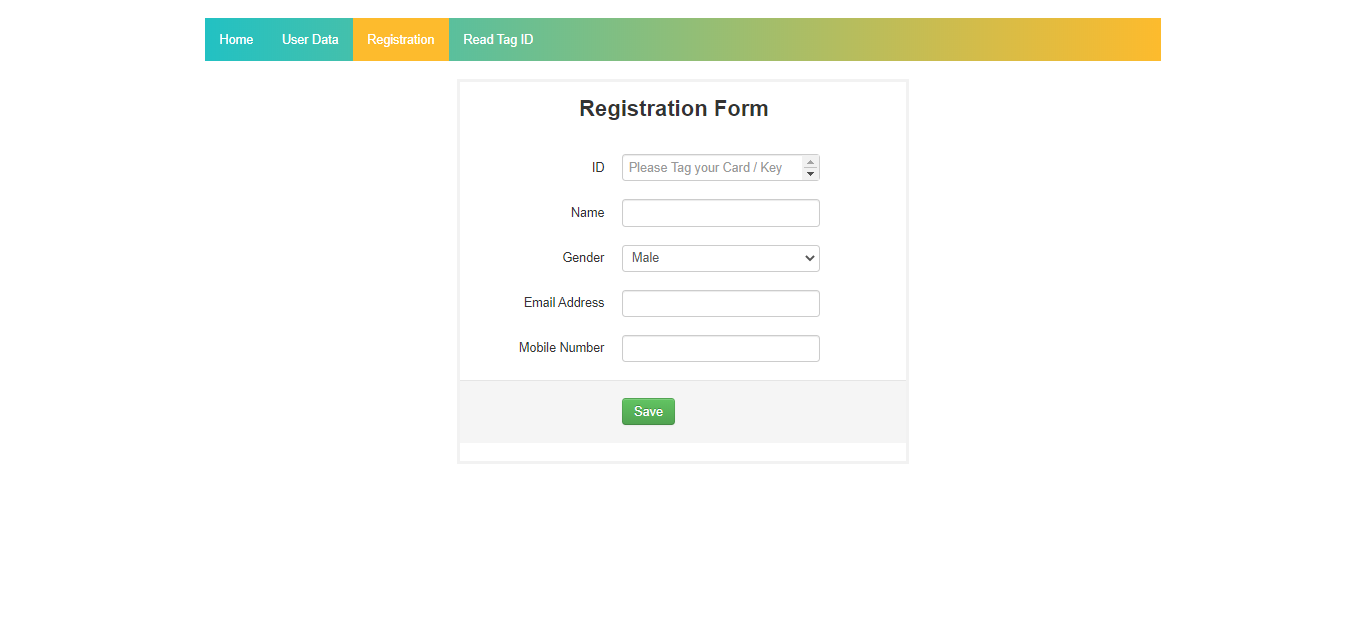 Home User Data Registration Read Tag ID
Registration Form
ID Please Tag your Card / Key
Name
Gender Male
Email Address
Mobile Number
Save